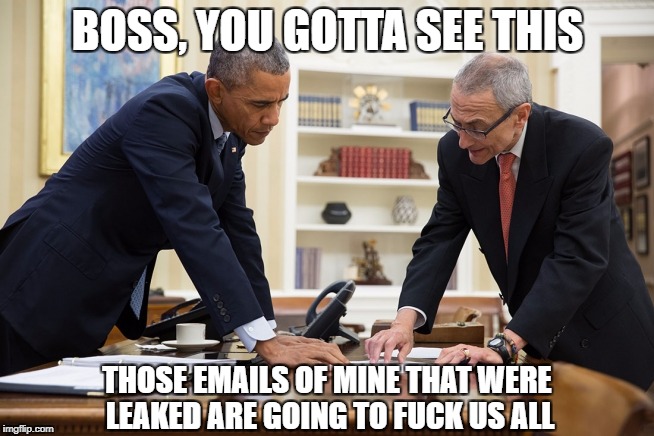 BOSS, YOU GOTTA SEE THIS
THOSE EMAILS OF MINE THAT WERE
LEAKED ARE GOING TO FUCK US ALL
imgflip.com